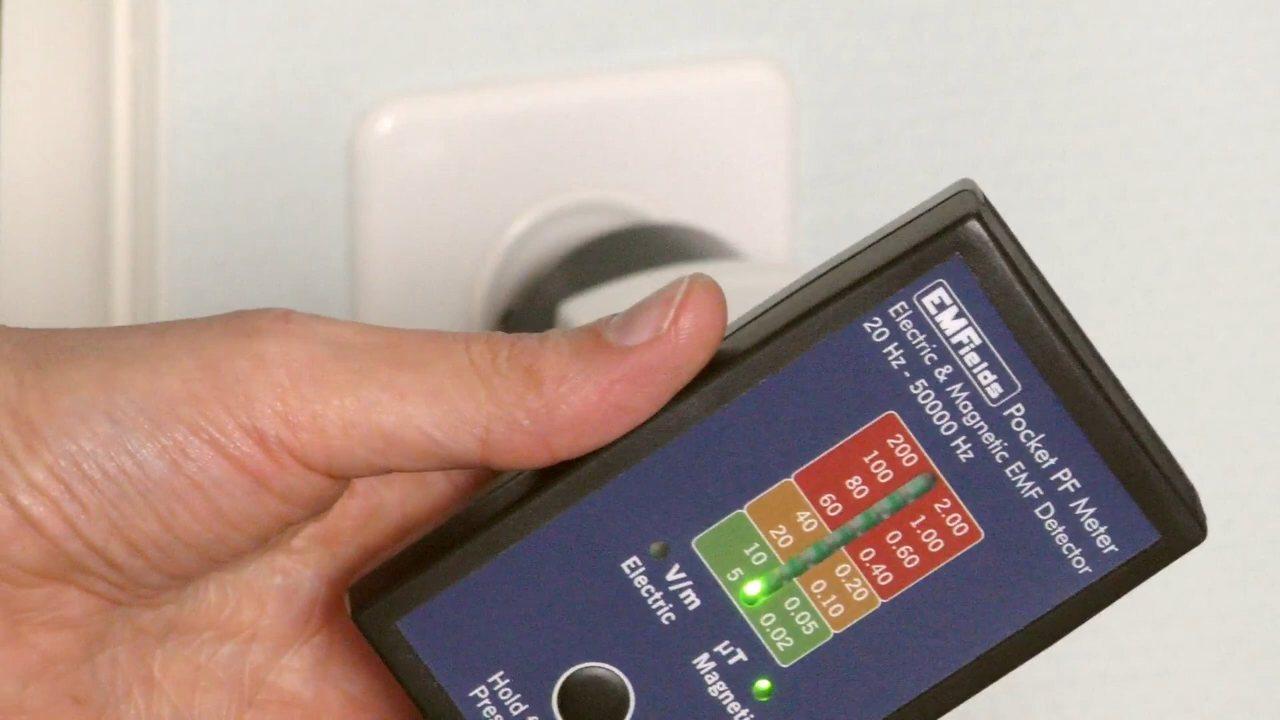 EMFields Pocket PF Meter
Electric & Magnetic EMF Detector
20 Hz - 50000 Hz
200 2.00
100 1.00
80 0.60
60 0.40
40 0.20
20 0.10
10 0.05
5 0.02
V/m
Electric
µT
Hold